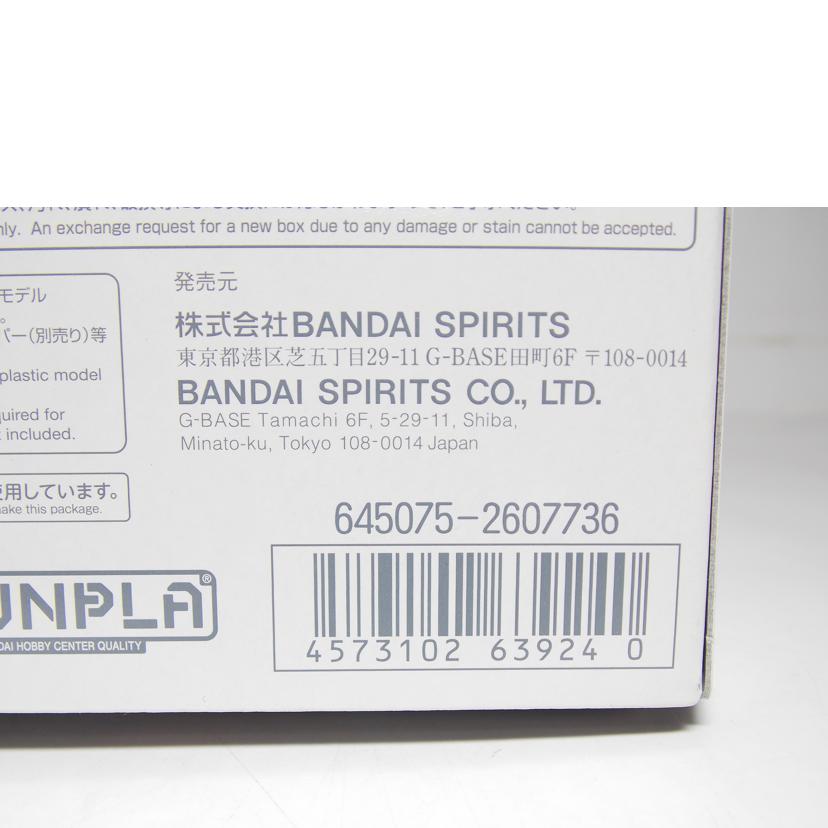 nly. An exchange request for a new box due to any damage or stain cannot be accepted.
モデル
。
バー(別売り)等
plastic model
quired for
included.
使用しています。
make this package.
UNPLA®
DAI HOBBY CENTER QUALITY
発売元
株式会社BANDAI SPIRITS
東京都港区芝五丁目29-11 G-BASE田町6F 〒108-0014
BANDAI SPIRITS CO., LTD.
G-BASE Tamachi 6F, 5-29-11, Shiba,
Minato-ku, Tokyo 108-0014 Japan
645075-2607736
4573102 63924 0